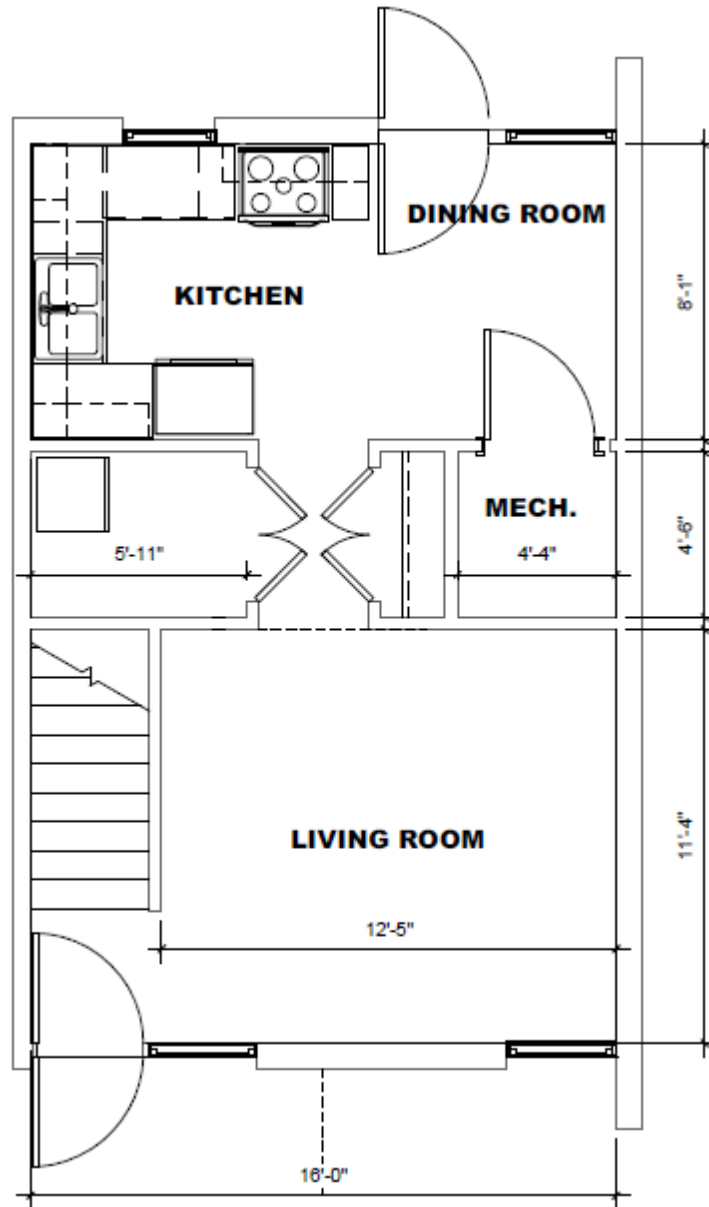 DINING ROOM
KITCHEN
8'-1"
MECH.
5'-11"
4'-4"
4'-6"
LIVING ROOM
11'-4"
12'-5"
16'-0"